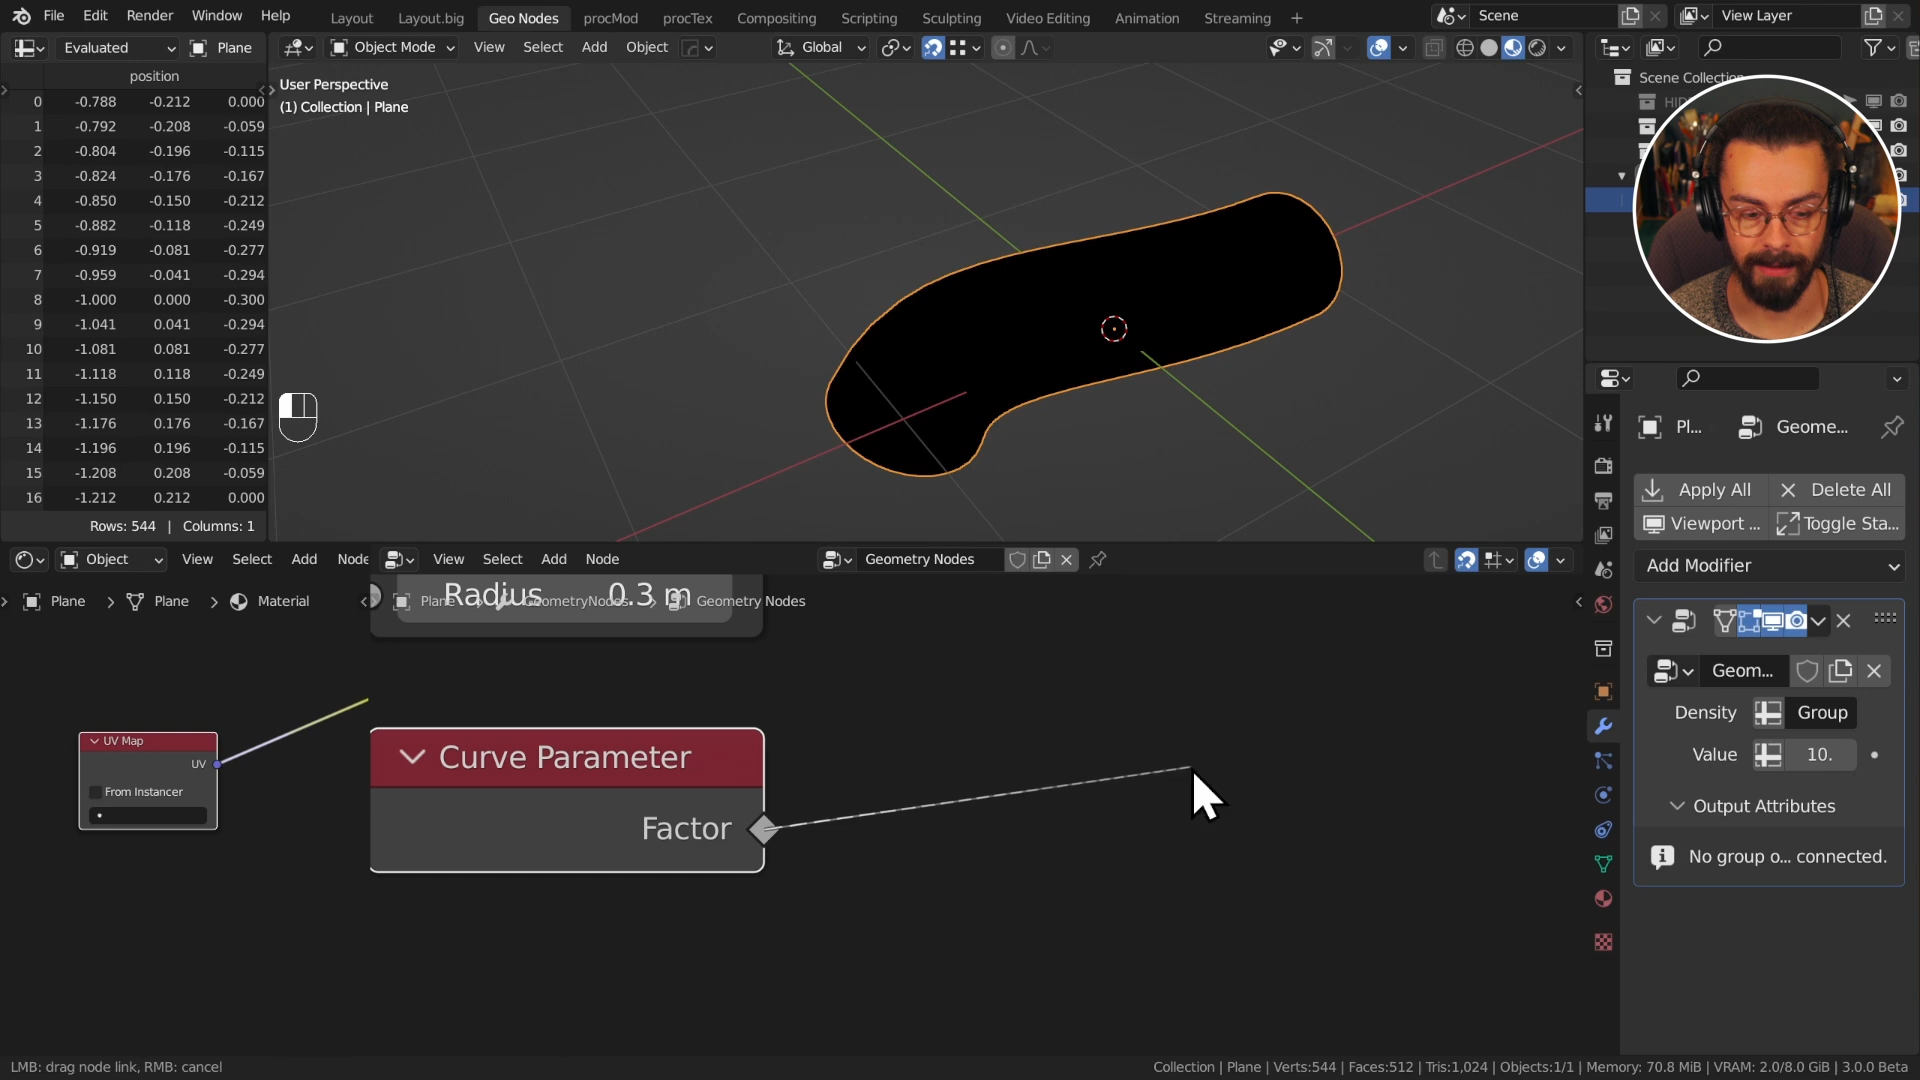 File Edit Render Window Help
Layout Layout.big Geo Nodes procMod procTex Compositing Scripting Sculpting Video Editing Animation Streaming +
Scene
View Layer
Evaluated Plane
Object Mode View Select Add Object Global
position
0 -0.788 -0.212 0.000
1 -0.792 -0.208 -0.059
2 -0.804 -0.196 -0.115
3 -0.824 -0.176 -0.167
4 -0.850 -0.150 -0.212
5 -0.882 -0.118 -0.249
6 -0.919 -0.081 -0.277
7 -0.959 -0.041 -0.294
8 -1.000 0.000 -0.300
9 -1.041 0.041 -0.294
10 -1.081 0.081 -0.277
11 -1.118 0.118 -0.249
12 -1.150 0.150 -0.212
13 -1.176 0.176 -0.167
14 -1.196 0.196 -0.115
15 -1.208 0.208 -0.059
16 -1.212 0.212 0.000
Rows: 544 | Columns: 1
User Perspective
(1) Collection | Plane
Scene Collection
Pl... Geome...
Apply All Delete All
Viewport ... Toggle Sta...
Add Modifier
Geom...
Density Group
Value 10.
Output Attributes
No group o... connected.
Object View Select Add Node
View Select Add Node Geometry Nodes
Plane > Plane > Material
Radius 0.3 m
GeometryNodes > Geometry Nodes
UV Map
UV
From Instancer
Curve Parameter
Factor
LMB: drag node link, RMB: cancel
Collection | Plane | Verts:544 | Faces:512 | Tris:1,024 | Objects:1/1 | Memory: 70.8 MiB | VRAM: 2.0/8.0 GiB | 3.0.0 Beta